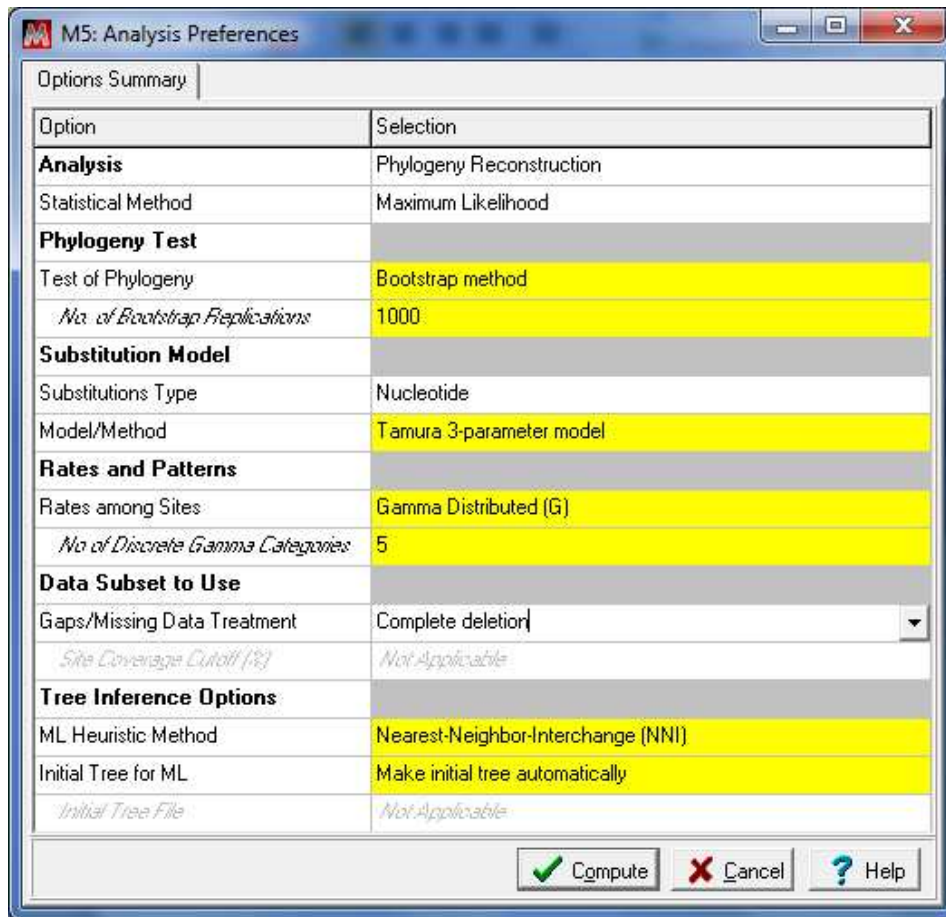 M5: Analysis Preferences
Options Summary
Option Selection
Analysis Phylogeny Reconstruction
Statistical Method Maximum Likelihood
Phylogeny Test
Test of Phylogeny Bootstrap method
No. of Bootstrap Replications 1000
Substitution Model
Substitutions Type Nucleotide
Model/Method Tamura 3-parameter model
Rates and Patterns
Rates among Sites Gamma Distributed (G)
No of Discrete Gamma Categories 5
Data Subset to Use
Gaps/Missing Data Treatment Complete deletion
Site Coverage Cutoff (%) Not Applicable
Tree Inference Options
ML Heuristic Method Nearest-Neighbor-Interchange (NNI)
Initial Tree for ML Make initial tree automatically
Initial Tree File Not Applicable
Compute Cancel ? Help